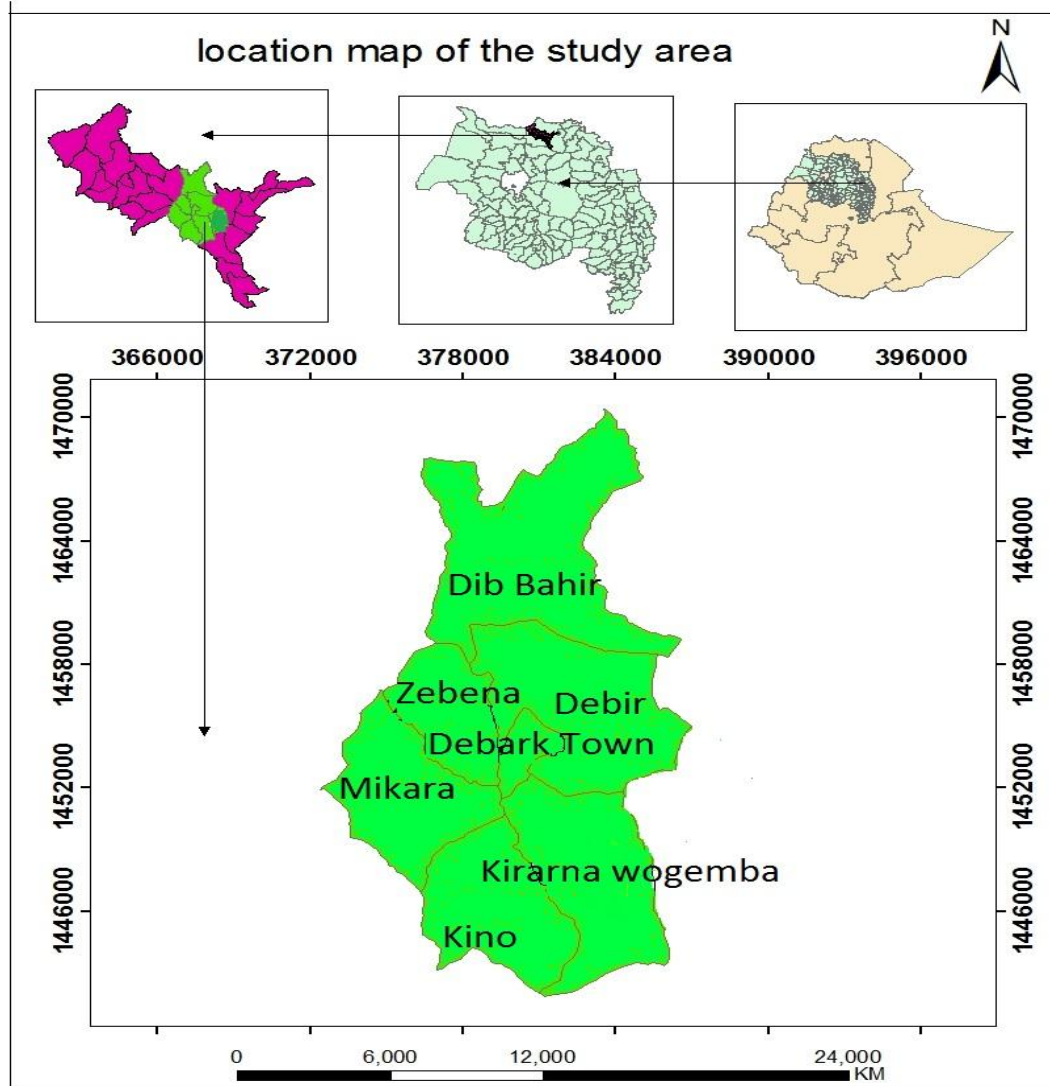 location map of the study area
N
366000 372000 378000 384000 390000 396000
1470000 1470000
1464000 1464000
Dib Bahir
1458000 1458000
Zebena
Debir
Debark Town
1452000 1452000
Mikara
Kirarna wogemba
1446000 1446000
Kino
0 6,000 12,000 24,000
KM